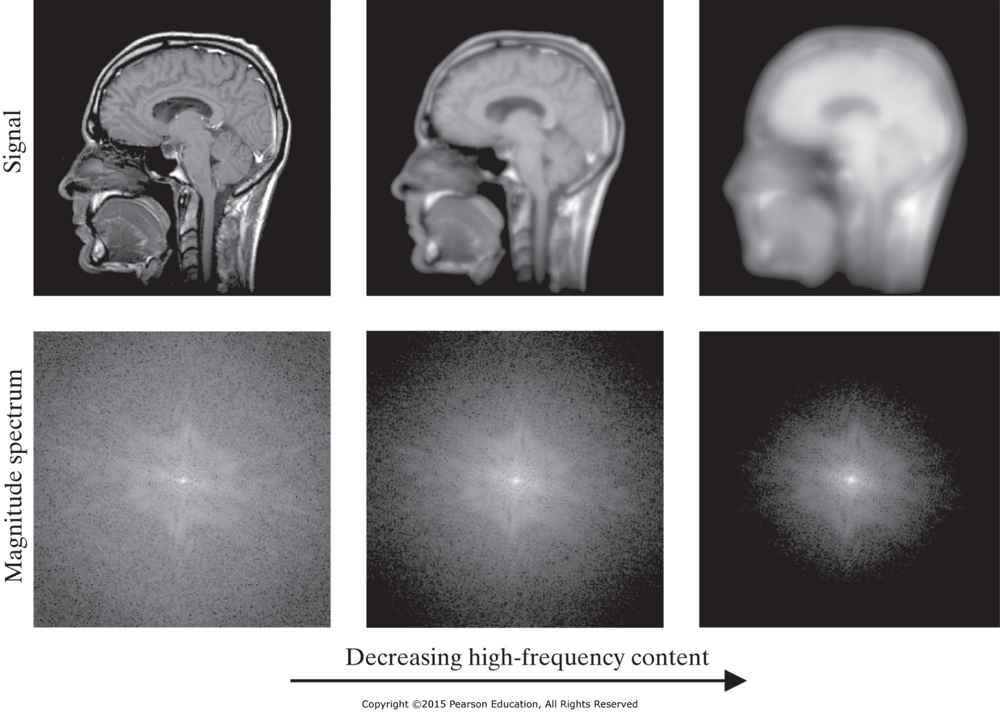 Signal
Magnitude spectrum
Decreasing high-frequency content
Copyright ©2015 Pearson Education, All Rights Reserved